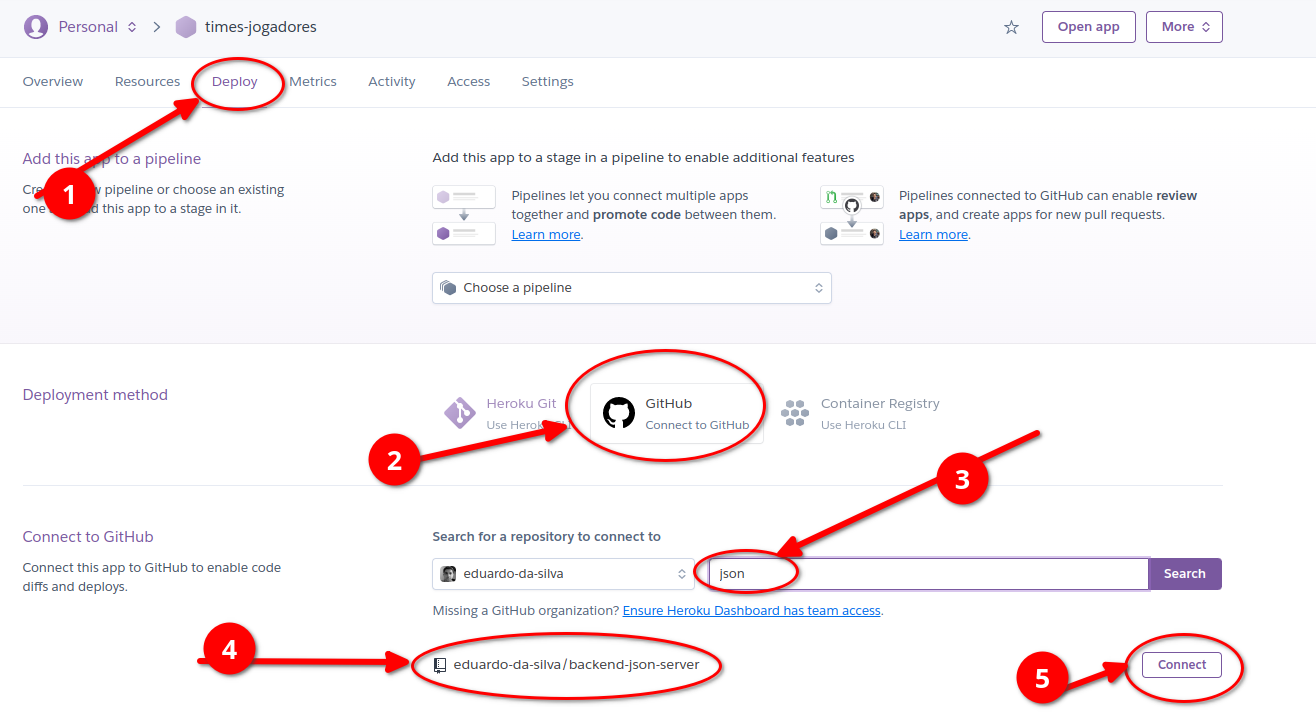 Personal times-jogadores Open app More
Overview Resources Deploy Metrics Activity Access Settings
Add this app to a pipeline
pipeline or choose an existing
one this app to a stage in it.
1
Add this app to a stage in a pipeline to enable additional features
Pipelines let you connect multiple apps
together and promote code between them.
Learn more.
Pipelines connected to GitHub can enable review
apps, and create apps for new pull requests.
Learn more.
Choose a pipeline
Deployment method
Heroku Git
Use Heroku CLI
GitHub
Connect to GitHub
Container Registry
Use Heroku CLI
2
3
Connect to GitHub
Connect this app to GitHub to enable code
diffs and deploys.
Search for a repository to connect to
eduardo-da-silva json Search
Missing a GitHub organization? Ensure Heroku Dashboard has team access.
4
eduardo-da-silva/backend-json-server
5
Connect